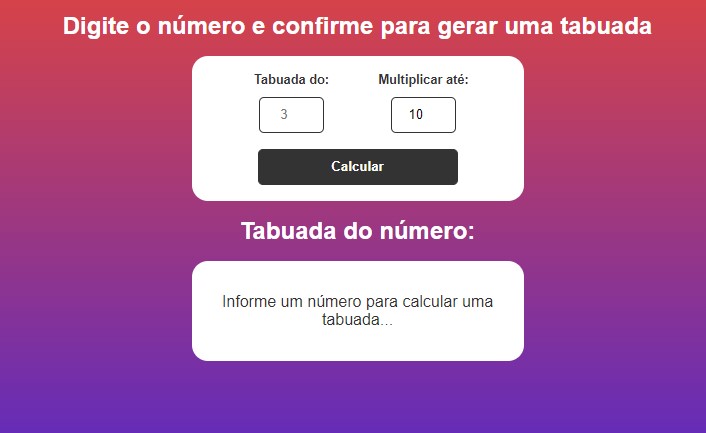 Digite o número e confirme para gerar uma tabuada
Tabuada do: Multiplicar até:
3 10
Calcular
Tabuada do número:
Informe um número para calcular uma
tabuada...